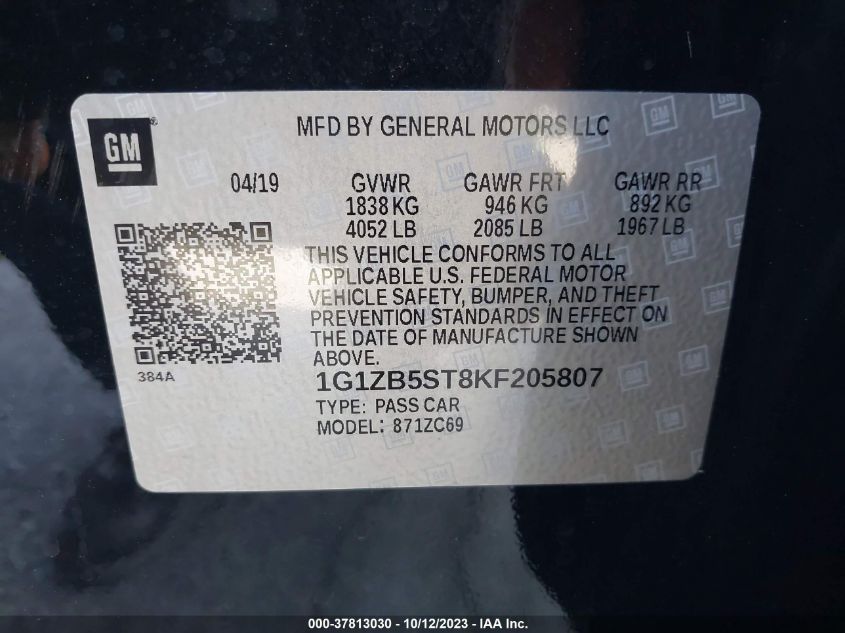 GM
MFD BY GENERAL MOTORS LLC
04/19 GVWR GAWR FRT GAWR RR
1838 KG 946 KG 892 KG
4052 LB 2085 LB 1967 LB
THIS VEHICLE CONFORMS TO ALL
APPLICABLE U.S. FEDERAL MOTOR
VEHICLE SAFETY, BUMPER, AND THEFT
PREVENTION STANDARDS IN EFFECT ON
THE DATE OF MANUFACTURE SHOWN
ABOVE.
384A
1G1ZB5ST8KF205807
TYPE: PASS CAR
MODEL: 871ZC69
000-37813030 - 10/12/2023 - IAA Inc.